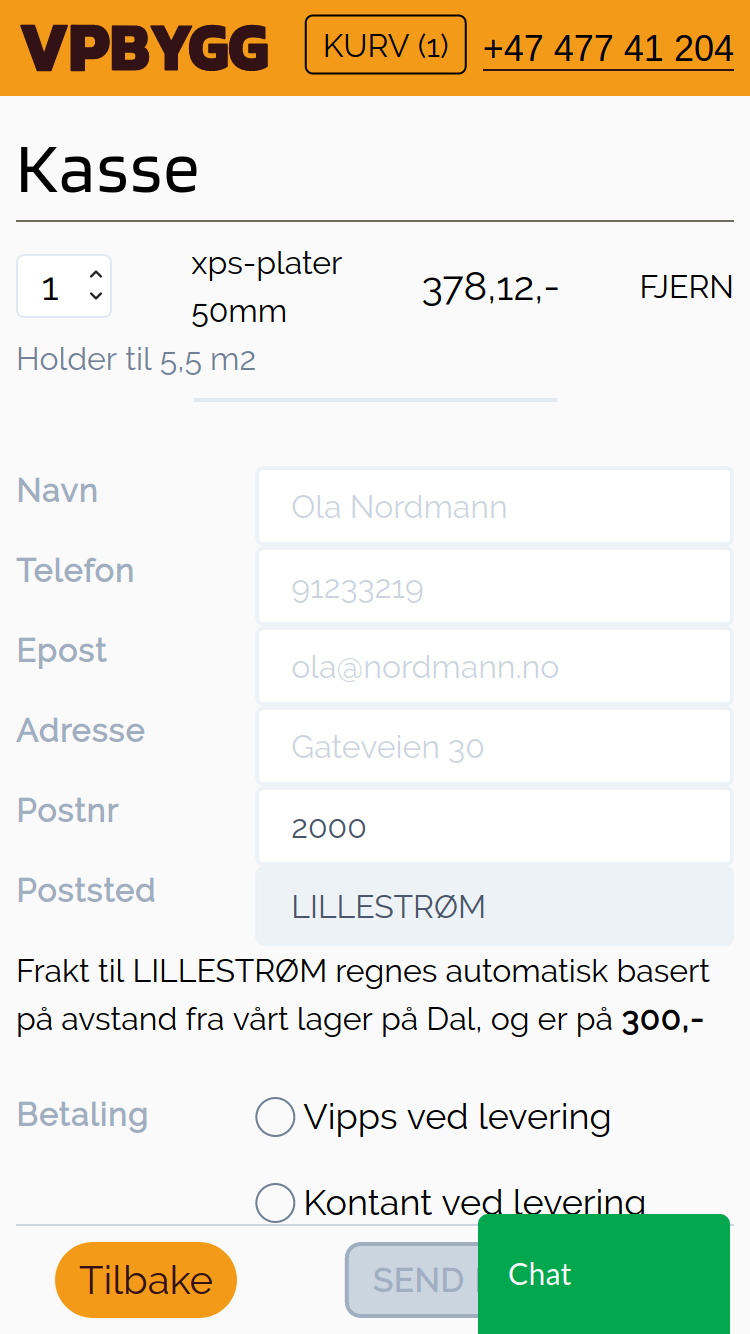 VPBYGG KURV (1) +47 477 41 204
Kasse
1 xps-plater 50mm 378,12,- FJERN
Holder til 5,5 m2
Navn Ola Nordmann
Telefon 91233219
Epost ola@nordmann.no
Adresse Gateveien 30
Postnr 2000
Poststed LILLESTRØM
Frakt til LILLESTRØM regnes automatisk basert
på avstand fra vårt lager på Dal, og er på 300,-
Betaling Vipps ved levering
Kontant ved levering
Tilbake SEND Chat